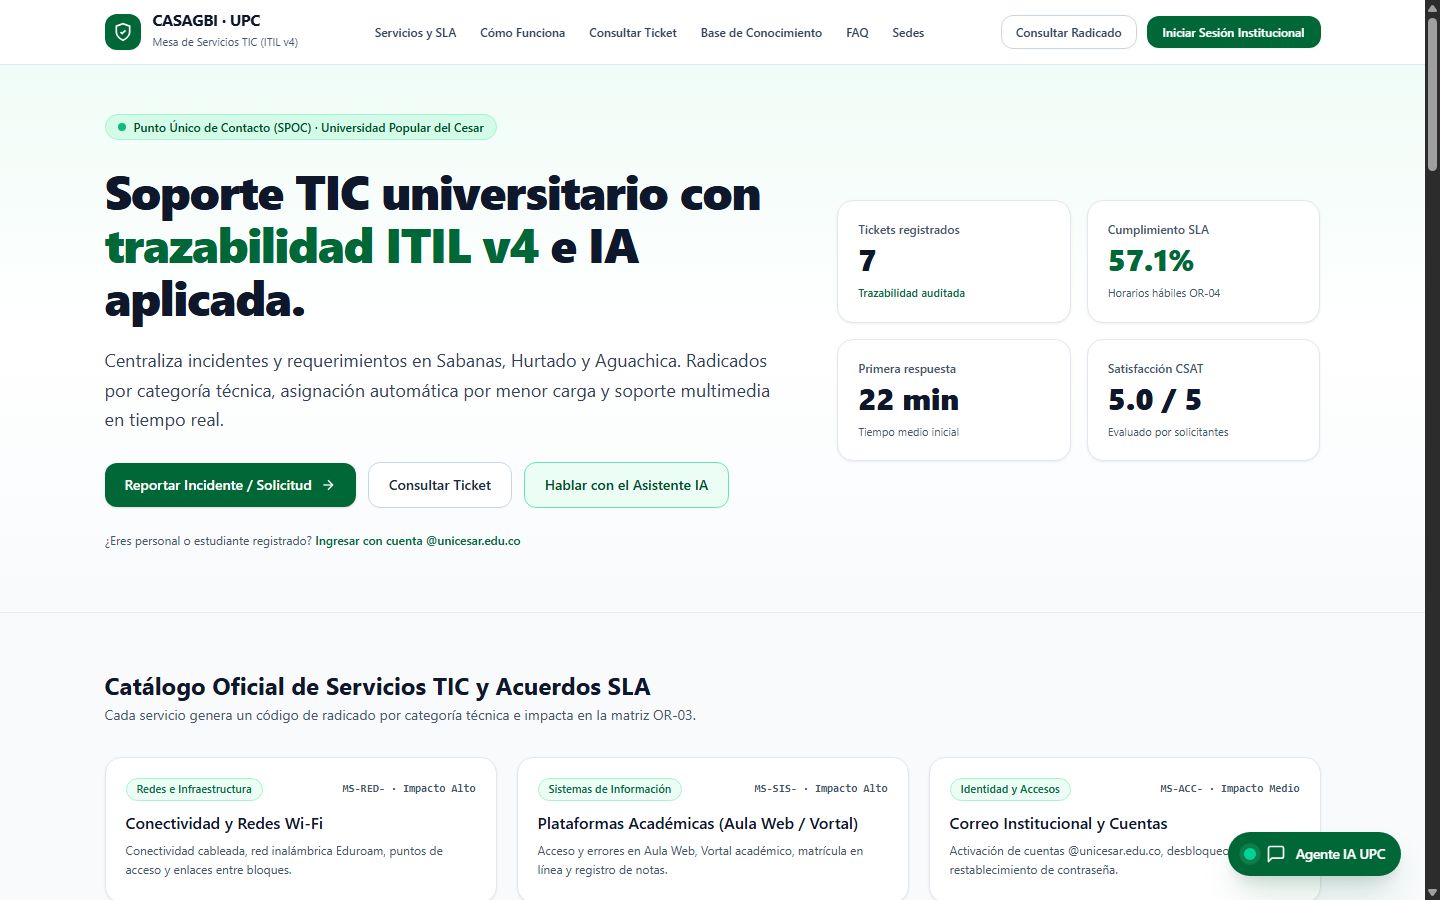 CASAGBI · UPC
Mesa de Servicios TIC (ITIL v4)
Servicios y SLA
Cómo Funciona
Consultar Ticket
Base de Conocimiento
FAQ
Sedes
Consultar Radicado
Iniciar Sesión Institucional
Punto Único de Contacto (SPOC) · Universidad Popular del Cesar
Soporte TIC universitario con
trazabilidad ITIL v4 e IA
aplicada.
Centraliza incidentes y requerimientos en Sabanas, Hurtado y Aguachica. Radicados
por categoría técnica, asignación automática por menor carga y soporte multimedia
en tiempo real.
Reportar Incidente / Solicitud
Consultar Ticket
Hablar con el Asistente IA
¿Eres personal o estudiante registrado? Ingresar con cuenta @unicesar.edu.co
Tickets registrados
7
Trazabilidad auditada
Cumplimiento SLA
57.1%
Horarios hábiles OR-04
Primera respuesta
22 min
Tiempo medio inicial
Satisfacción CSAT
5.0 / 5
Evaluado por solicitantes
Catálogo Oficial de Servicios TIC y Acuerdos SLA
Cada servicio genera un código de radicado por categoría técnica e impacta en la matriz OR-03.
Redes e Infraestructura
MS-RED- · Impacto Alto
Conectividad y Redes Wi-Fi
Conectividad cableada, red inalámbrica Eduroam, puntos de
acceso y enlaces entre bloques.
Sistemas de Información
MS-SIS- · Impacto Alto
Plataformas Académicas (Aula Web / Vortal)
Acceso y errores en Aula Web, Vortal académico, matrícula en
línea y registro de notas.
Identidad y Accesos
MS-ACC- · Impacto Medio
Correo Institucional y Cuentas
Activación de cuentas @unicesar.edu.co, desbloqueo
restablecimiento de contraseña.
Agente IA UPC